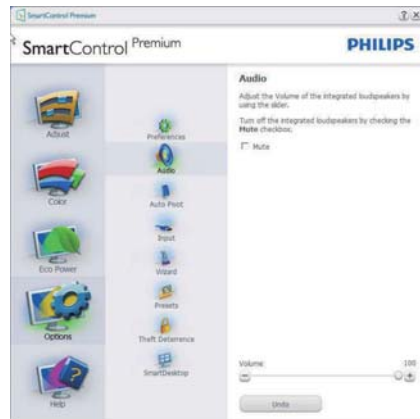 SmartControl Premium
SmartControl Premium
PHILIPS
Adjust
Color
Eco Power
Options
Help
Preferences
Audio
Auto Pivot
Input
Wizard
Presets
Theft Deterrence
SmartDesktop
Audio
Adjust the Volume of the integrated loudspeakers by
using the slider.
Turn off the integrated loudspeakers by checking the
Mute checkbox.
Mute
Volume
100
Undo